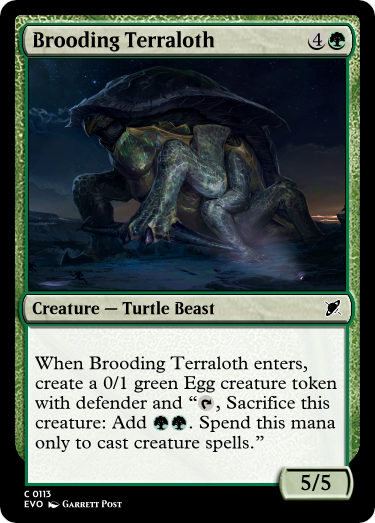 Brooding Terraloth 4
Creature — Turtle Beast
When Brooding Terraloth enters,
create a 0/1 green Egg creature token
with defender and “, Sacrifice this
creature: Add . Spend this mana
only to cast creature spells.”
5/5
C 0113
EVO Garrett Post